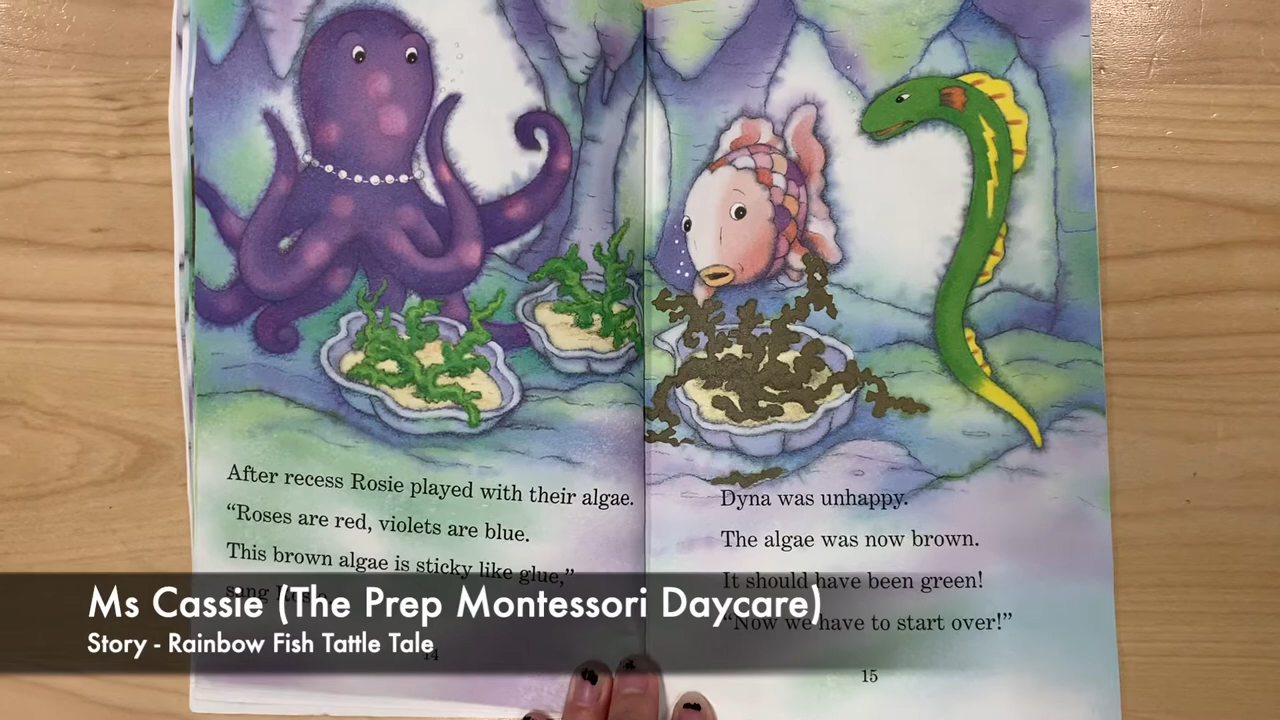 After recess Rosie played with their algae.
“Roses are red, violets are blue.
This brown algae is sticky like glue,”
sang Rosie.
14
Dyna was unhappy.
The algae was now brown.
It should have been green!
“Now we have to start over!”
15
Ms Cassie (The Prep Montessori Daycare)
Story - Rainbow Fish Tattle Tale